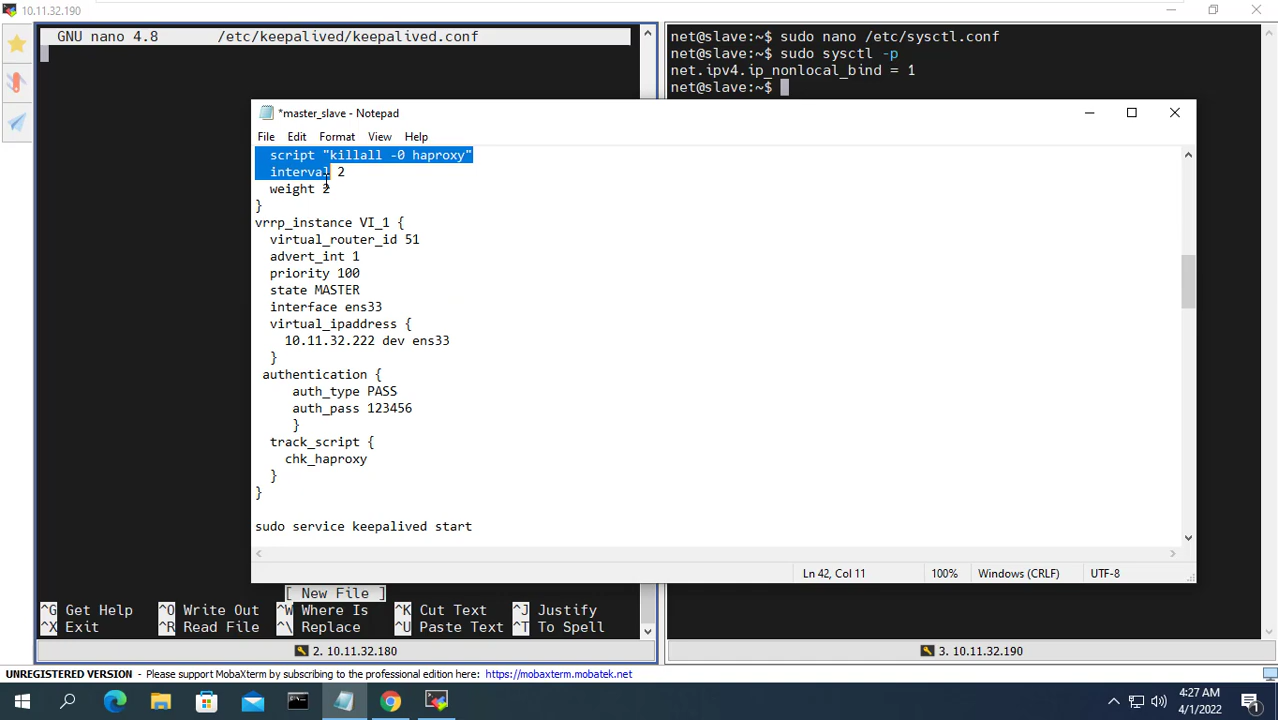 10.11.32.190
GNU nano 4.8 /etc/keepalived/keepalived.conf
[ New File ]
^G Get Help ^O Write Out ^W Where Is ^K Cut Text ^J Justify
^X Exit ^R Read File ^\ Replace ^U Paste Text ^T To Spell
2. 10.11.32.180
net@slave:~$ sudo nano /etc/sysctl.conf
net@slave:~$ sudo sysctl -p
net.ipv4.ip_nonlocal_bind = 1
net@slave:~$
3. 10.11.32.190
*master_slave - Notepad
File Edit Format View Help
script "killall -0 haproxy"
interval 2
weight 2
}
vrrp_instance VI_1 {
virtual_router_id 51
advert_int 1
priority 100
state MASTER
interface ens33
virtual_ipaddress {
10.11.32.222 dev ens33
}
authentication {
auth_type PASS
auth_pass 123456
}
track_script {
chk_haproxy
}
}
sudo service keepalived start
Ln 42, Col 11 100% Windows (CRLF) UTF-8
UNREGISTERED VERSION - Please support MobaXterm by subscribing to the professional edition here: https://mobaxterm.mobatek.net
4:27 AM
4/1/2022
1